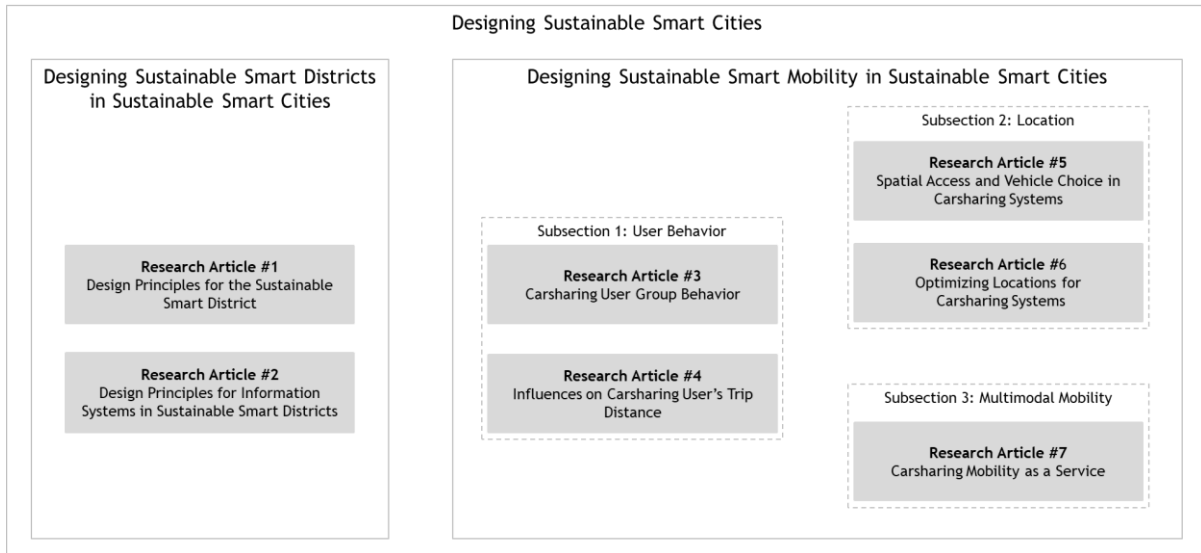 Designing Sustainable Smart Cities
Designing Sustainable Smart Districts
in Sustainable Smart Cities
Research Article #1
Design Principles for the Sustainable
Smart District
Research Article #2
Design Principles for Information
Systems in Sustainable Smart Districts
Designing Sustainable Smart Mobility in Sustainable Smart Cities
Subsection 1: User Behavior
Research Article #3
Carsharing User Group Behavior
Research Article #4
Influences on Carsharing User's Trip
Distance
Subsection 2: Location
Research Article #5
Spatial Access and Vehicle Choice in
Carsharing Systems
Research Article #6
Optimizing Locations for
Carsharing Systems
Subsection 3: Multimodal Mobility
Research Article #7
Carsharing Mobility as a Service